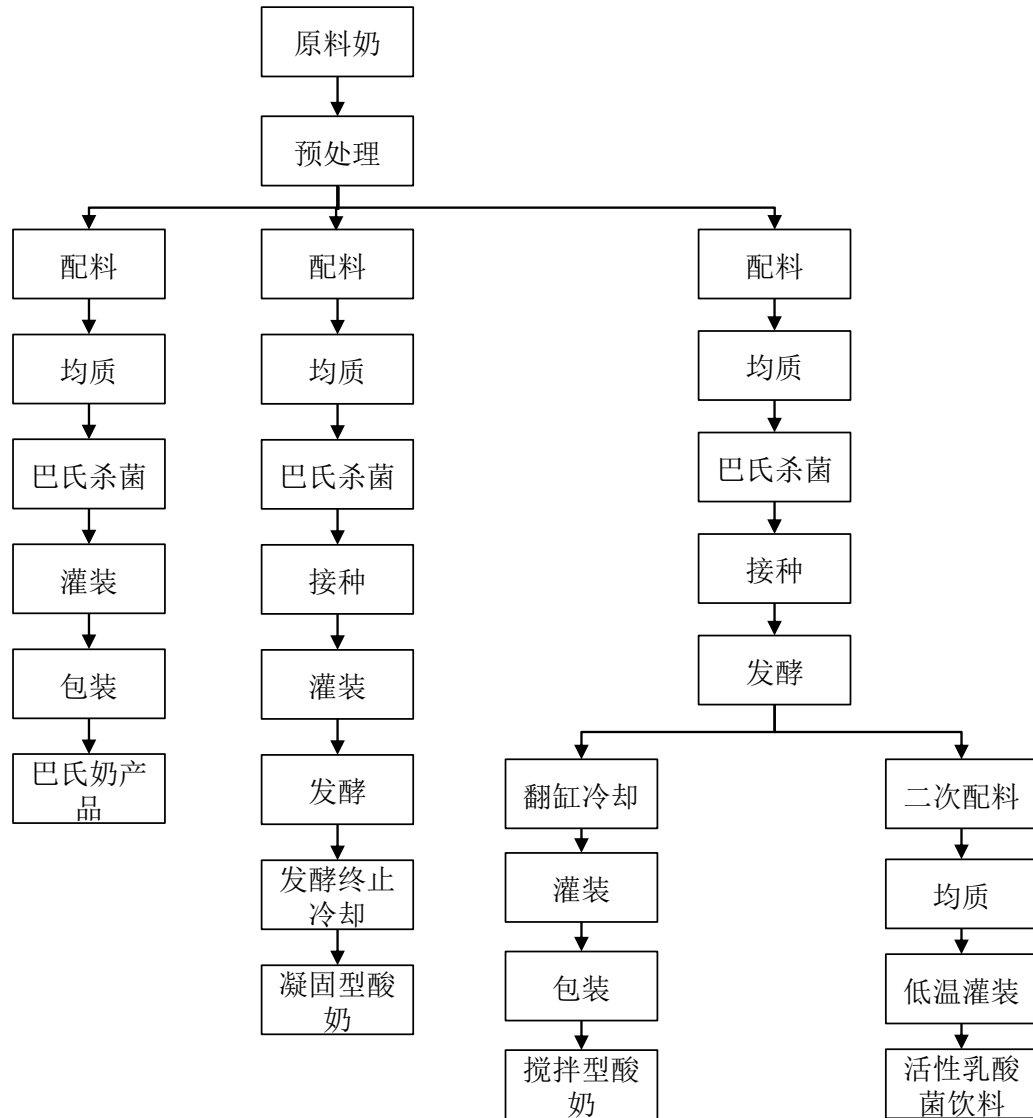 原料奶
预处理
配料
均质
巴氏杀菌
灌装
包装
巴氏奶产
品
配料
均质
巴氏杀菌
接种
灌装
发酵
发酵终止
冷却
凝固型酸
奶
配料
均质
巴氏杀菌
接种
发酵
翻缸冷却
灌装
包装
搅拌型酸
奶
二次配料
均质
低温灌装
活性乳酸
菌饮料